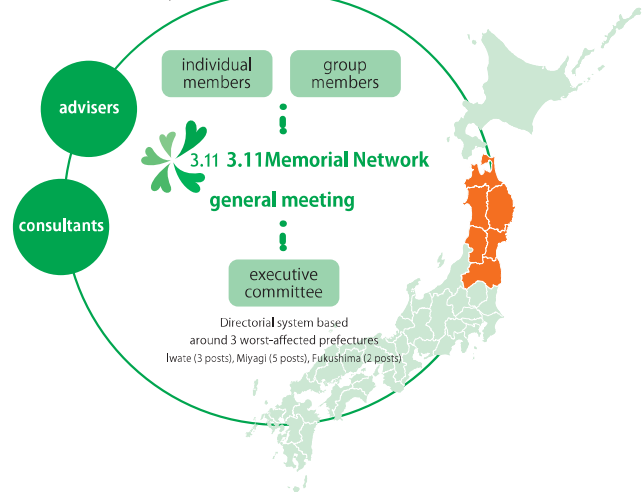 individual
members
group
members
advisers
3.11 3.11Memorial Network
general meeting
consultants
executive
committee
Directorial system based
around 3 worst-affected prefectures
Iwate (3 posts), Miyagi (5 posts), Fukushima (2 posts)